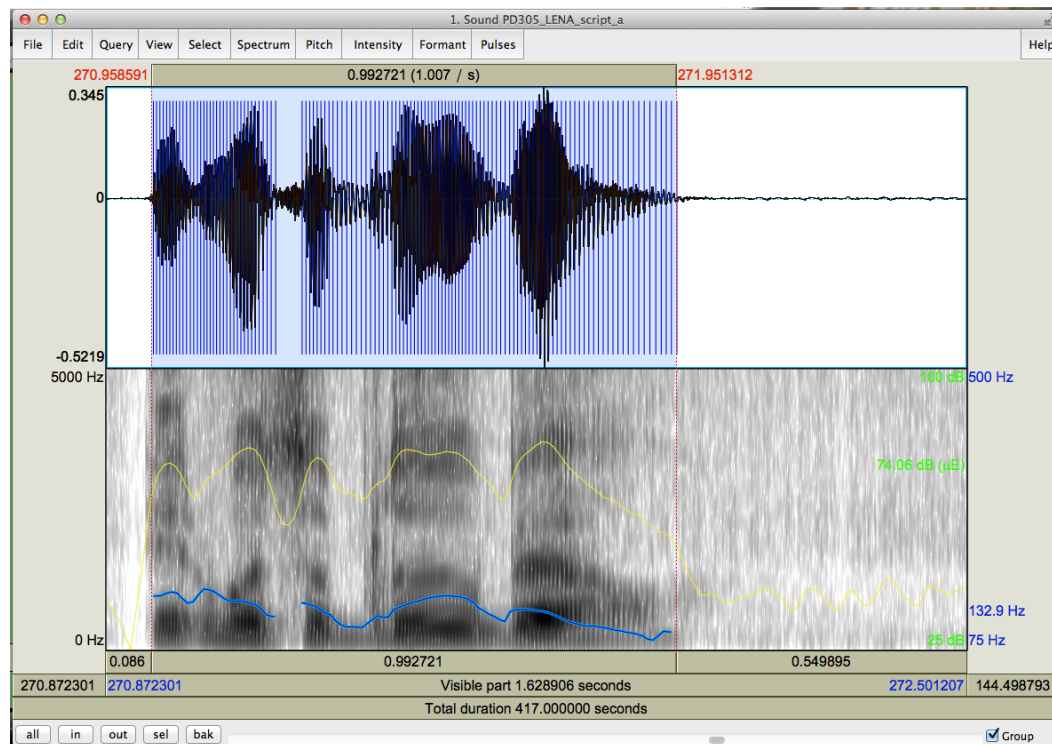 1. Sound PD305_LENA_script_a
File Edit Query View Select Spectrum Pitch Intensity Formant Pulses Help
270.958591 0.992721 (1.007 / s) 271.951312
0.345
0
-0.5219
5000 Hz 100 dB 500 Hz
74.06 dB (µE)
132.9 Hz
0 Hz 25 dB 75 Hz
0.086 0.992721 0.549895
270.872301 270.872301 Visible part 1.628906 seconds 272.501207 144.498793
Total duration 417.000000 seconds
all in out sel bak Group